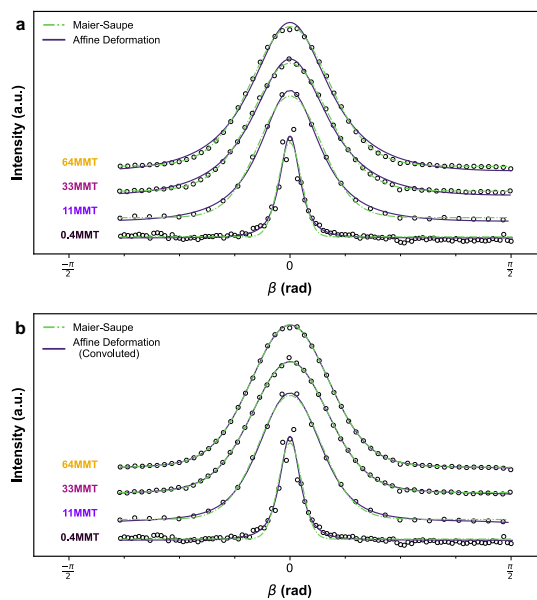 a
Maier-Saupe
Affine Deformation
Intensity (a.u.)
64MMT
33MMT
11MMT
0.4MMT
−π/2
0
π/2
β (rad)
b
Maier-Saupe
Affine Deformation
(Convoluted)
Intensity (a.u.)
64MMT
33MMT
11MMT
0.4MMT
−π/2
0
π/2
β (rad)